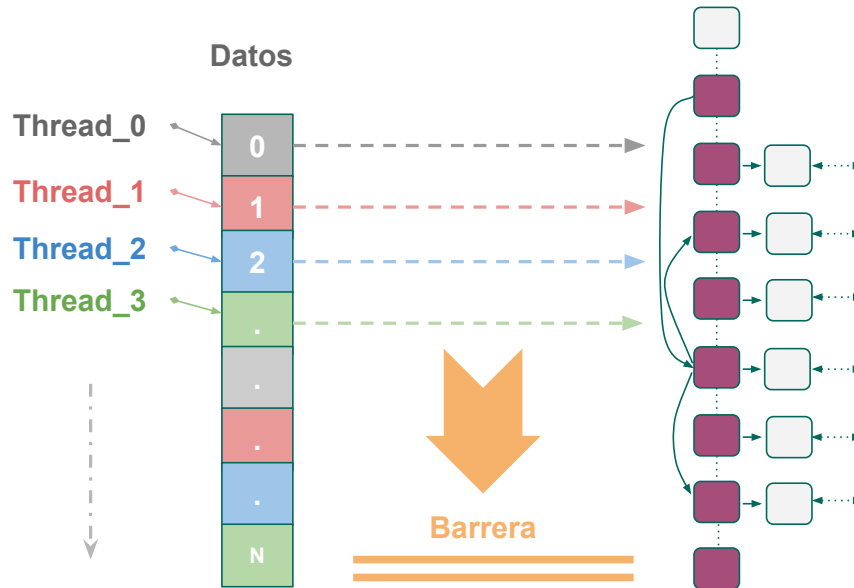 Datos
Thread_0
0
Thread_1
1
Thread_2
2
Thread_3
.
.
.
.
Barrera
N